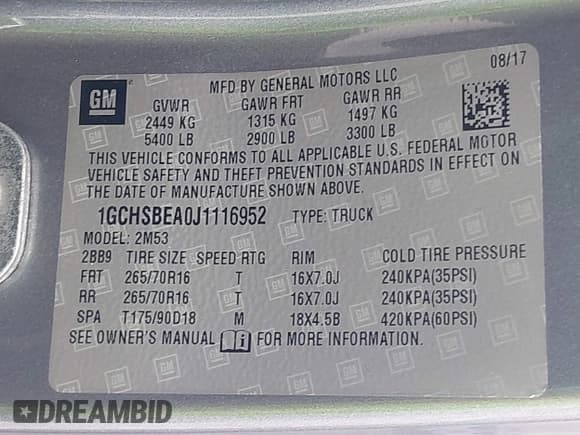 MFD BY GENERAL MOTORS LLC 08/17
GM
GVWR GAWR FRT GAWR RR
2449 KG 1315 KG 1497 KG
5400 LB 2900 LB 3300 LB
THIS VEHICLE CONFORMS TO ALL APPLICABLE U.S. FEDERAL MOTOR
VEHICLE SAFETY AND THEFT PREVENTION STANDARDS IN EFFECT ON
THE DATE OF MANUFACTURE SHOWN ABOVE.
1GCHSBEA0J1116952 TYPE: TRUCK
MODEL: 2M53
2BB9 TIRE SIZE SPEED RTG RIM COLD TIRE PRESSURE
FRT 265/70R16 T 16X7.0J 240KPA(35PSI)
RR 265/70R16 T 16X7.0J 240KPA(35PSI)
SPA T175/90D18 M 18X4.5B 420KPA(60PSI)
SEE OWNER'S MANUAL FOR MORE INFORMATION.
DREAMBID